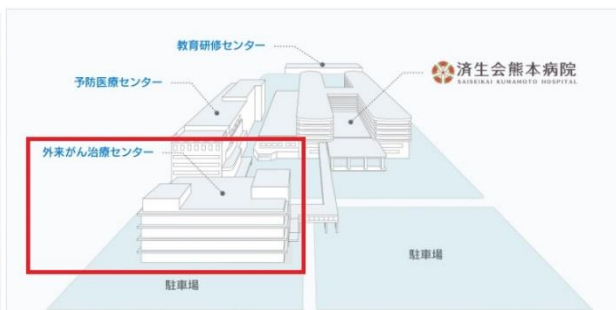 教育研修センター
済生会熊本病院
SAISEIKAI KUMAMOTO HOSPITAL
予防医療センター
外来がん治療センター
駐車場
駐車場